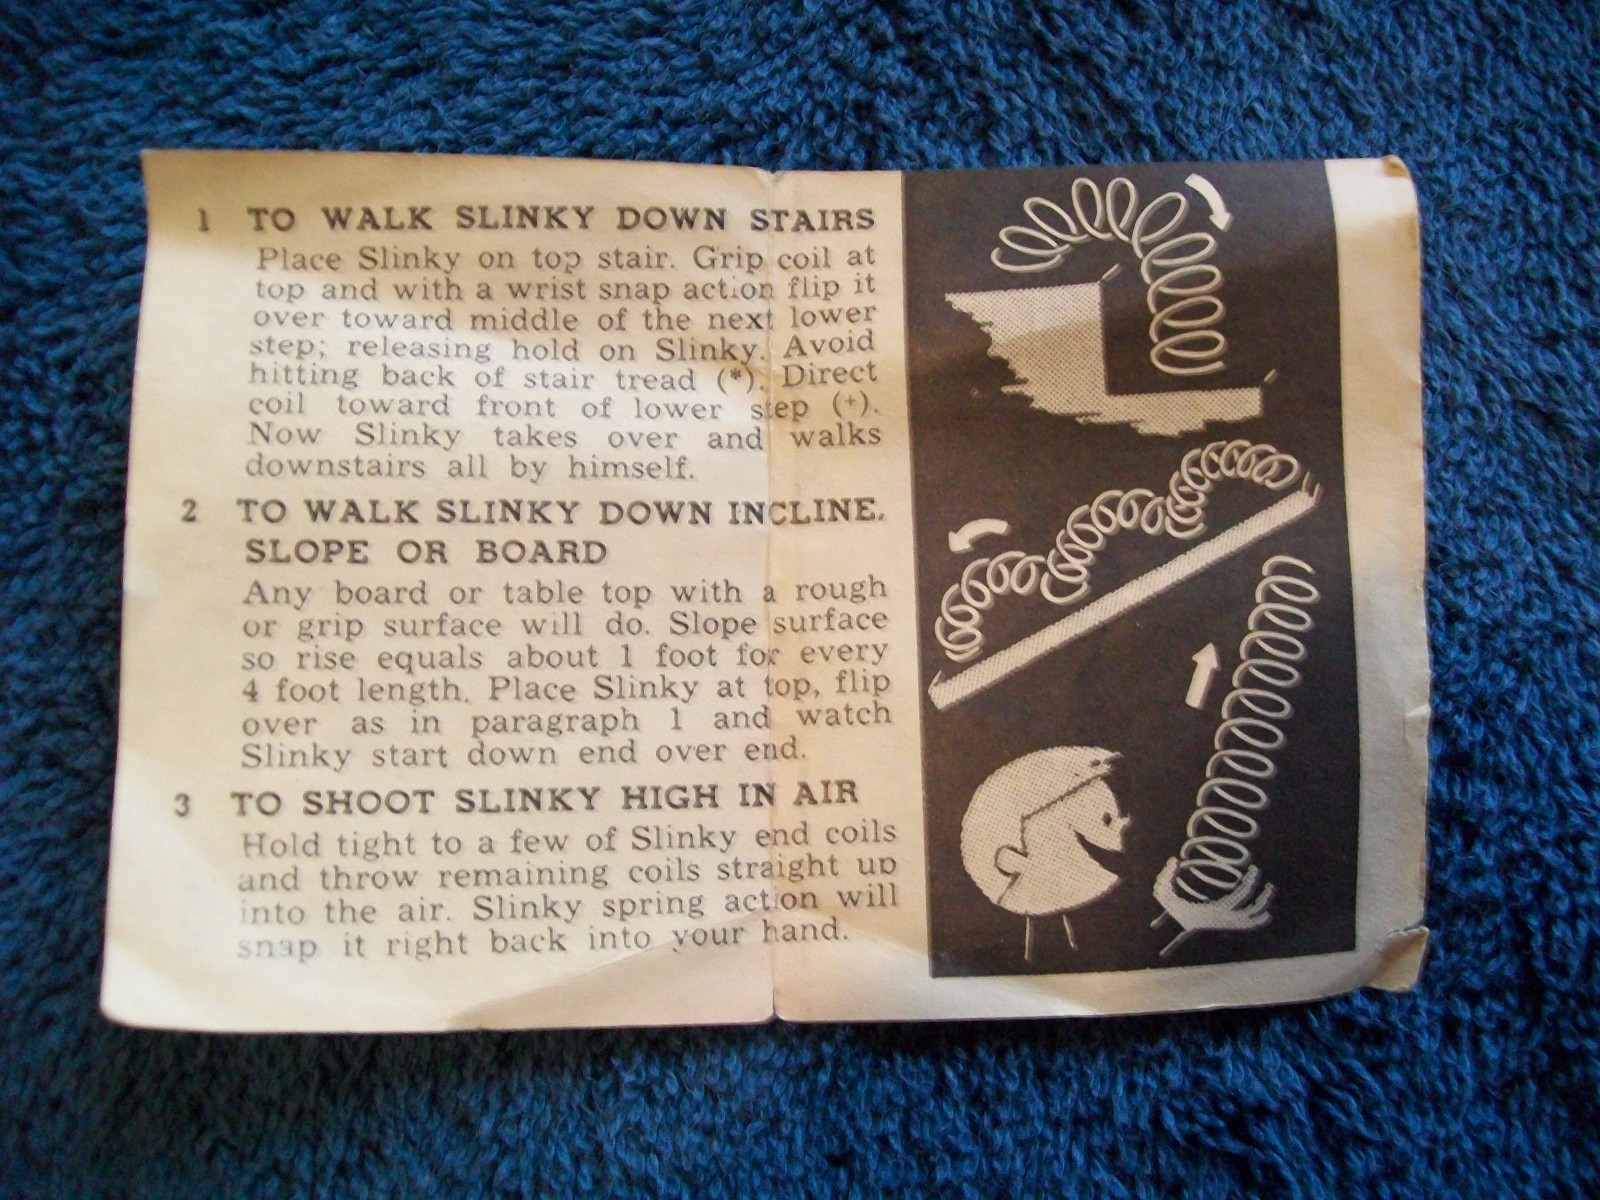 1 TO WALK SLINKY DOWN STAIRS
Place Slinky on top stair. Grip coil at
top and with a wrist snap action flip it
over toward middle of the next lower
step; releasing hold on Slinky. Avoid
hitting back of stair tread (*). Direct
coil toward front of lower step (+).
Now Slinky takes over and walks
downstairs all by himself.
2 TO WALK SLINKY DOWN INCLINE,
SLOPE OR BOARD
Any board or table top with a rough
or grip surface will do. Slope surface
so rise equals about 1 foot for every
4 foot length. Place Slinky at top, flip
over as in paragraph 1 and watch
Slinky start down end over end.
3 TO SHOOT SLINKY HIGH IN AIR
Hold tight to a few of Slinky end coils
and throw remaining coils straight up
into the air. Slinky spring action will
snap it right back into your hand.